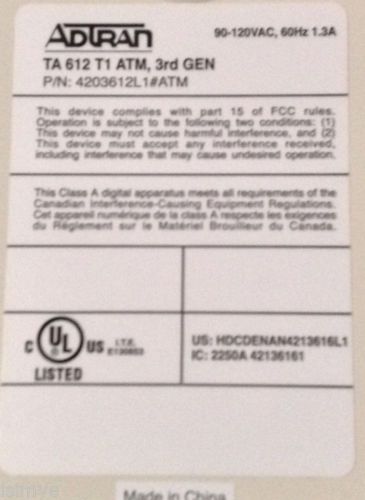 ADTRAN
90-120VAC, 60Hz 1.3A
TA 612 T1 ATM, 3rd GEN
P/N: 4203612L1#ATM
This device complies with part 15 of FCC rules.
Operation is subject to the following two conditions: (1)
This device may not cause harmful interference, and (2)
This device must accept any interference received,
including interference that may cause undesired operation.
This Class A digital apparatus meets all requirements of the
Canadian Interference-Causing Equipment Regulations.
Cet appareil numérique de la class A respecte les exigences
du Règlement sur le Matériel Brouilleur du Canada.
C UL US
I.T.E.
LISTED
US: HDCDENAN4213616L1
IC: 2250A 42136161
Made in China